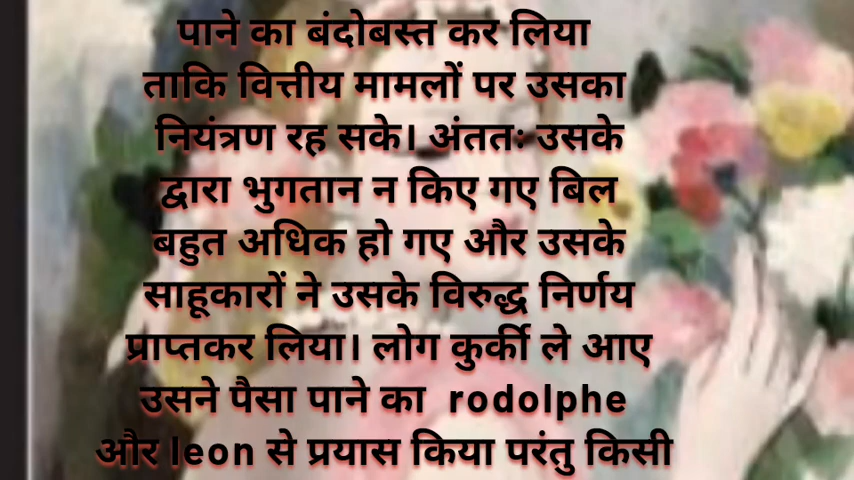 पाने का बंदोबस्त कर लिया
ताकि वित्तीय मामलों पर उसका
नियंत्रण रह सके। अंततः उसके
द्वारा भुगतान न किए गए बिल
बहुत अधिक हो गए और उसके
साहूकारों ने उसके विरुद्ध निर्णय
प्राप्तकर लिया। लोग कुर्की ले आए
उसने पैसा पाने का rodolphe
और leon से प्रयास किया परंतु किसी